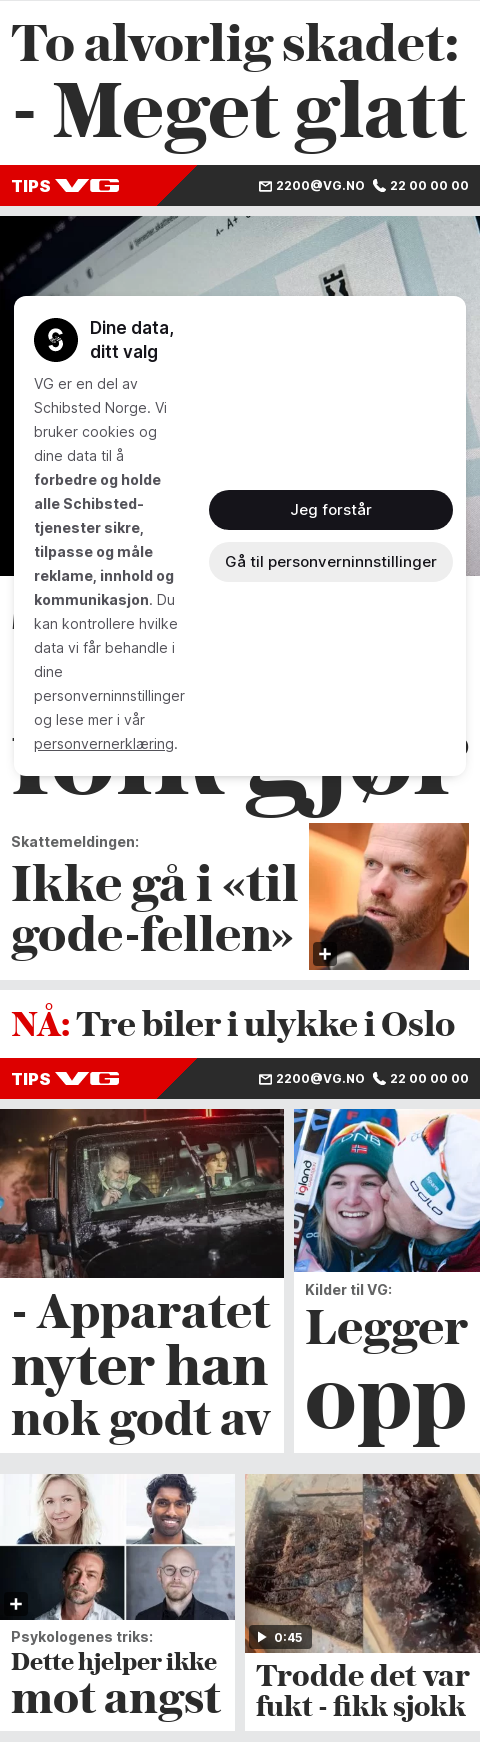 To alvorlig skadet:
- Meget glatt
TIPS VG
2200@VG.NO 22 00 00 00
Dine data,
ditt valg
VG er en del av
Schibsted Norge. Vi
bruker cookies og
dine data til å
forbedre og holde
alle Schibsted-
tjenester sikre,
tilpasse og måle
reklame, innhold og
kommunikasjon. Du
kan kontrollere hvilke
data vi får behandle i
dine
personverninnstillinger
og lese mer i vår
personvernerklæring.
Jeg forstår
Gå til personverninnstillinger
folk gjør
Skattemeldingen:
Ikke gå i «til
gode-fellen»
NÅ: Tre biler i ulykke i Oslo
TIPS VG
2200@VG.NO 22 00 00 00
- Apparatet
nyter han
nok godt av
DNB
Kilder til VG:
Legger
opp
Psykologenes triks:
Dette hjelper ikke
mot angst
0:45
Trodde det var
fukt - fikk sjokk